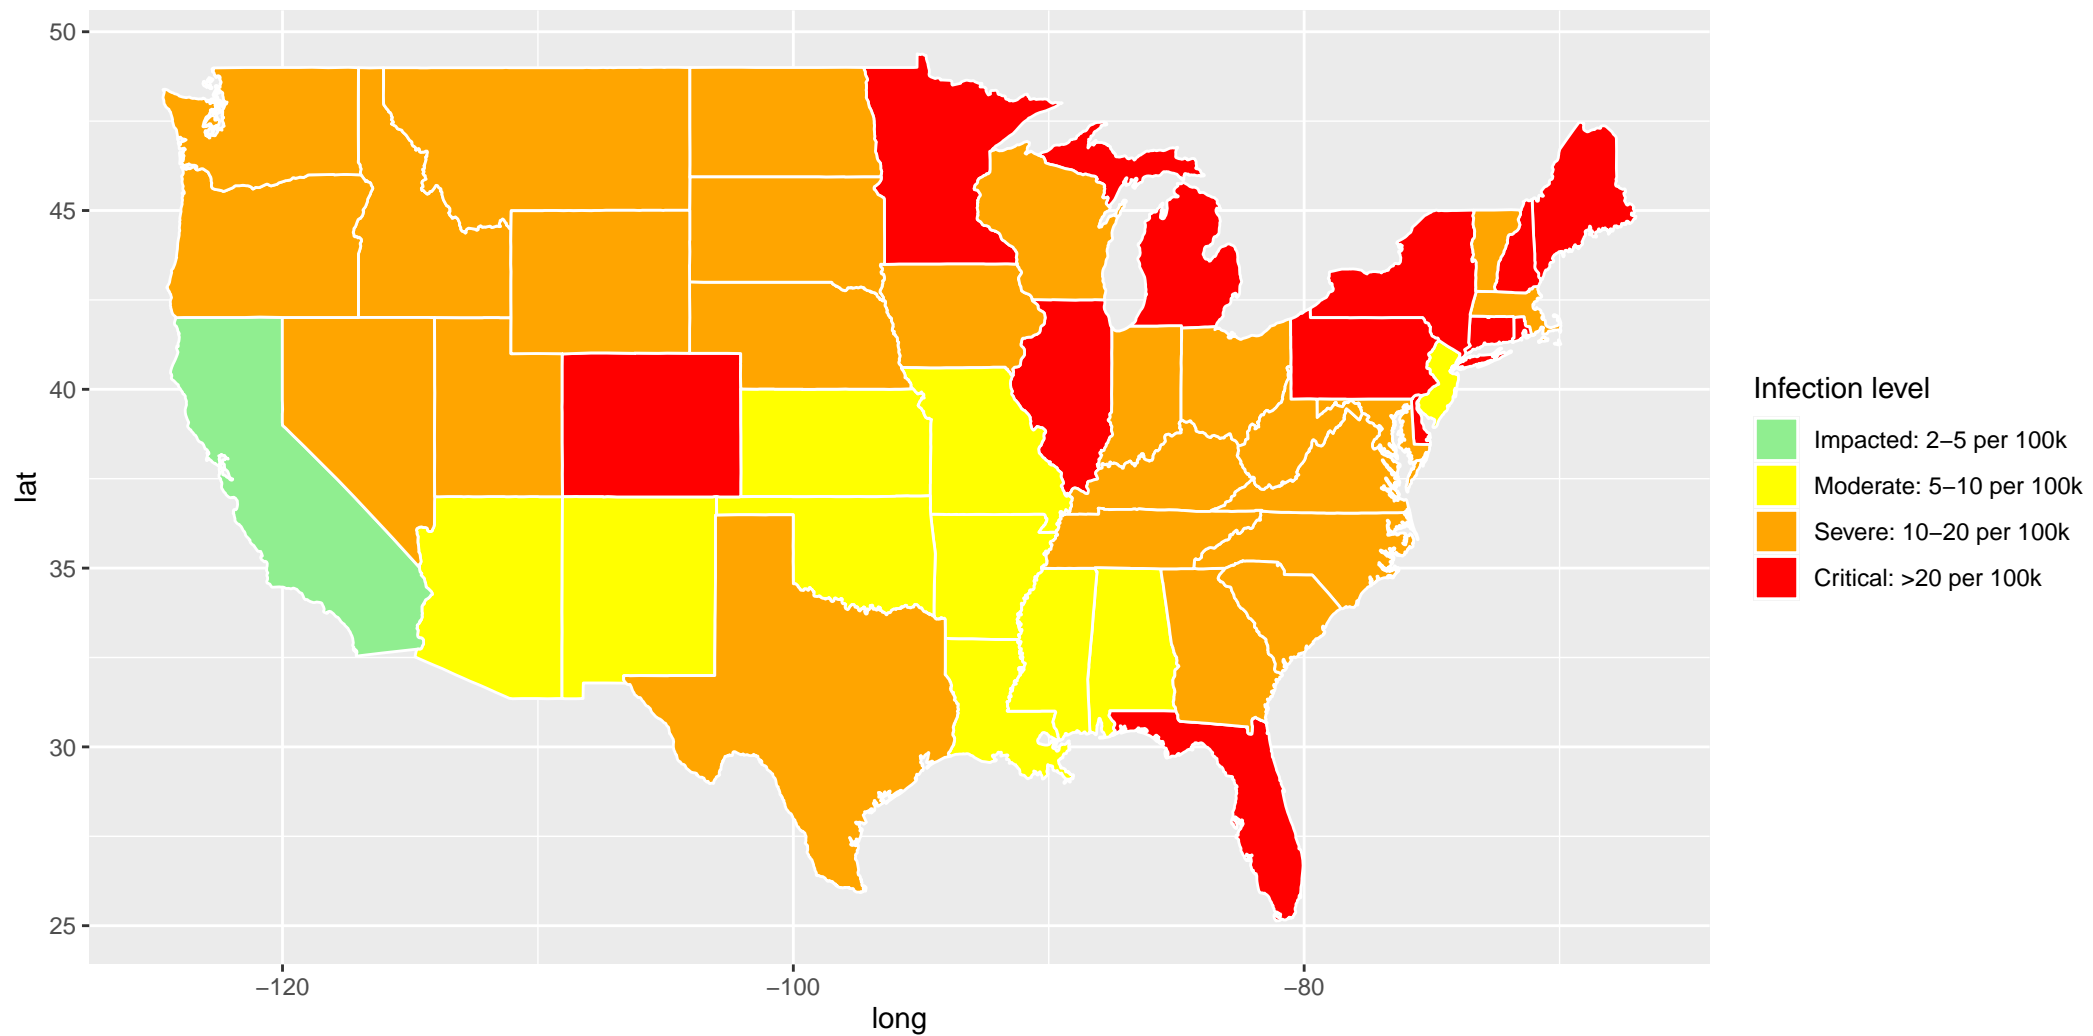 50
45
40
35
30
25
lat
−120
−100
−80
long
Infection level
Impacted: 2−5 per 100k
Moderate: 5−10 per 100k
Severe: 10−20 per 100k
Critical: >20 per 100k